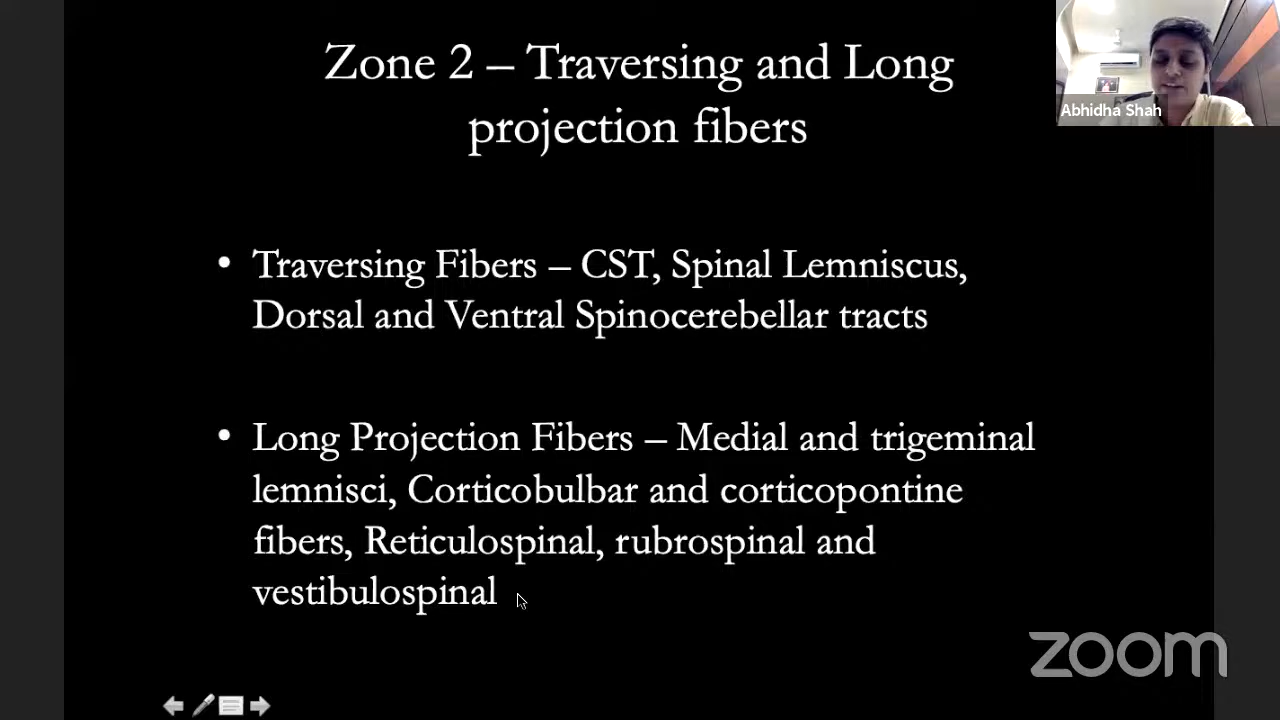 Zone 2 – Traversing and Long
projection fibers
Abhidha Shah
• Traversing Fibers – CST, Spinal Lemniscus,
Dorsal and Ventral Spinocerebellar tracts
• Long Projection Fibers – Medial and trigeminal
lemnisci, Corticobulbar and corticopontine
fibers, Reticulospinal, rubrospinal and
vestibulospinal
zoom